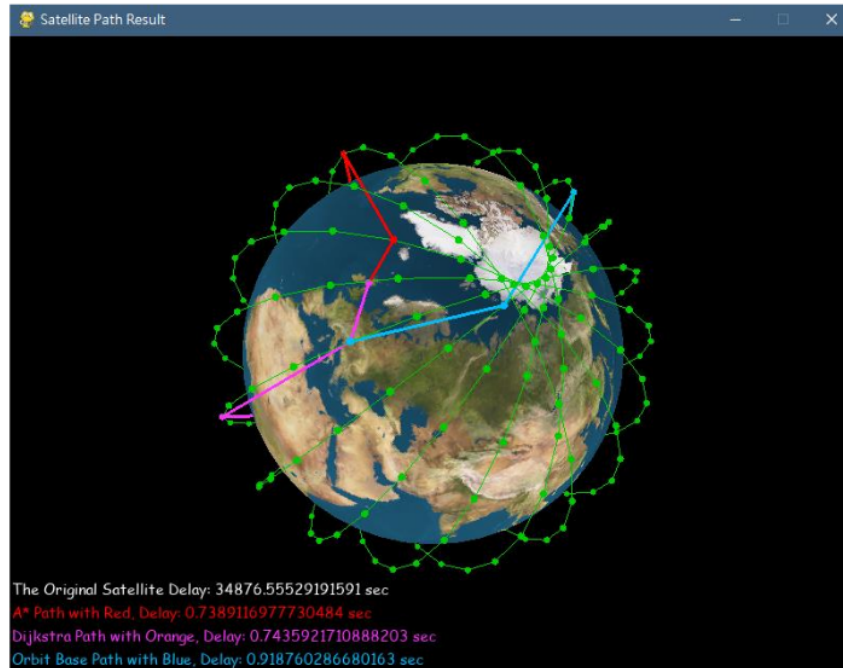 Satellite Path Result
The Original Satellite Delay: 34876.55529191591 sec
A* Path with Red, Delay: 0.7389116977730484 sec
Dijkstra Path with Orange, Delay: 0.7435921710888203 sec
Orbit Base Path with Blue, Delay: 0.918760286680163 sec